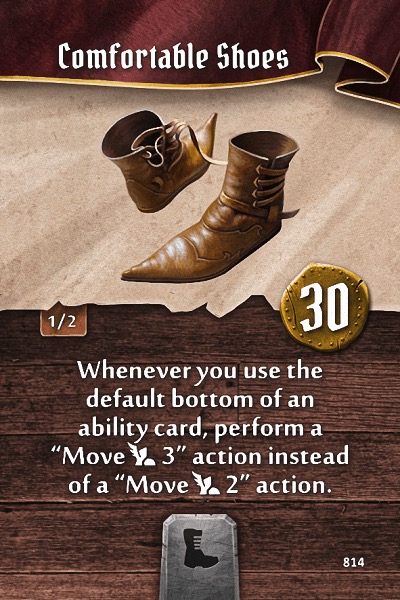 Comfortable Shoes
30
1/2
Whenever you use the
default bottom of an
ability card, perform a
“Move 3” action instead
of a “Move 2” action.
814